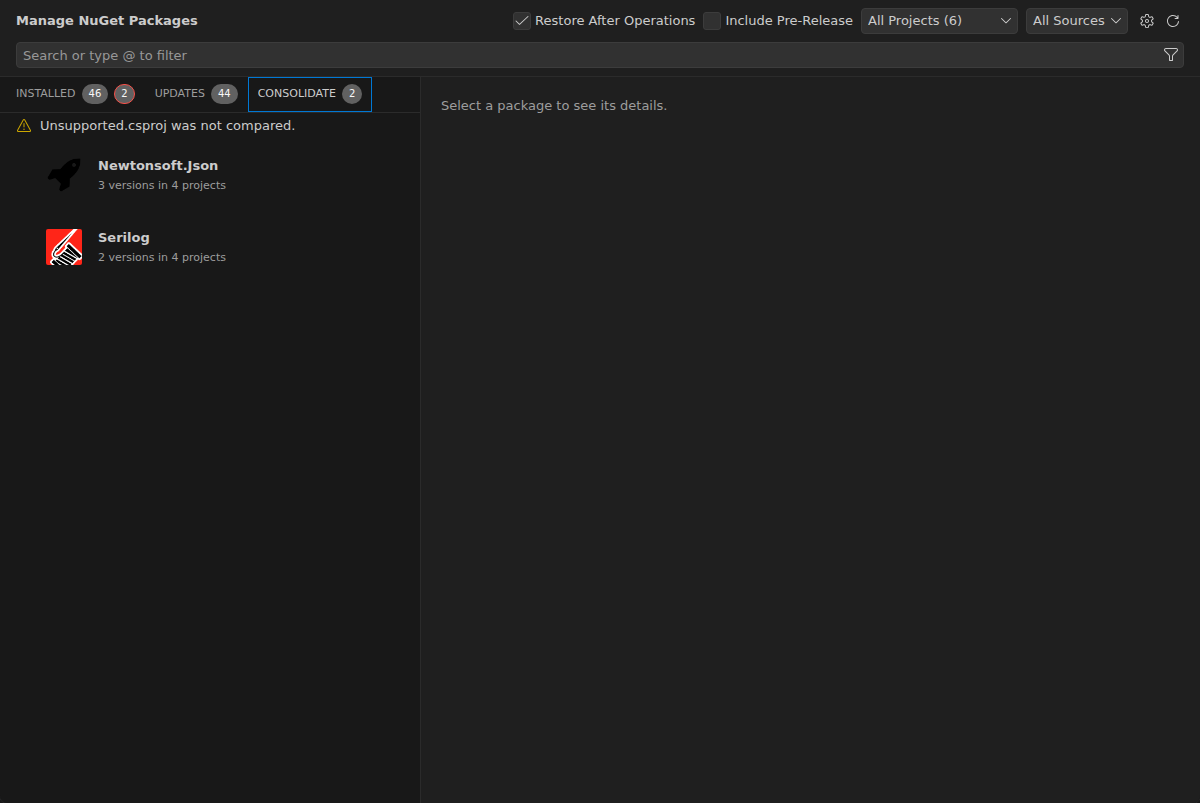 Manage NuGet Packages
Restore After Operations
Include Pre-Release
All Projects (6)
All Sources
Search or type @ to filter
INSTALLED 46 2 UPDATES 44 CONSOLIDATE 2
Unsupported.csproj was not compared.
Select a package to see its details.
Newtonsoft.Json
3 versions in 4 projects
Serilog
2 versions in 4 projects